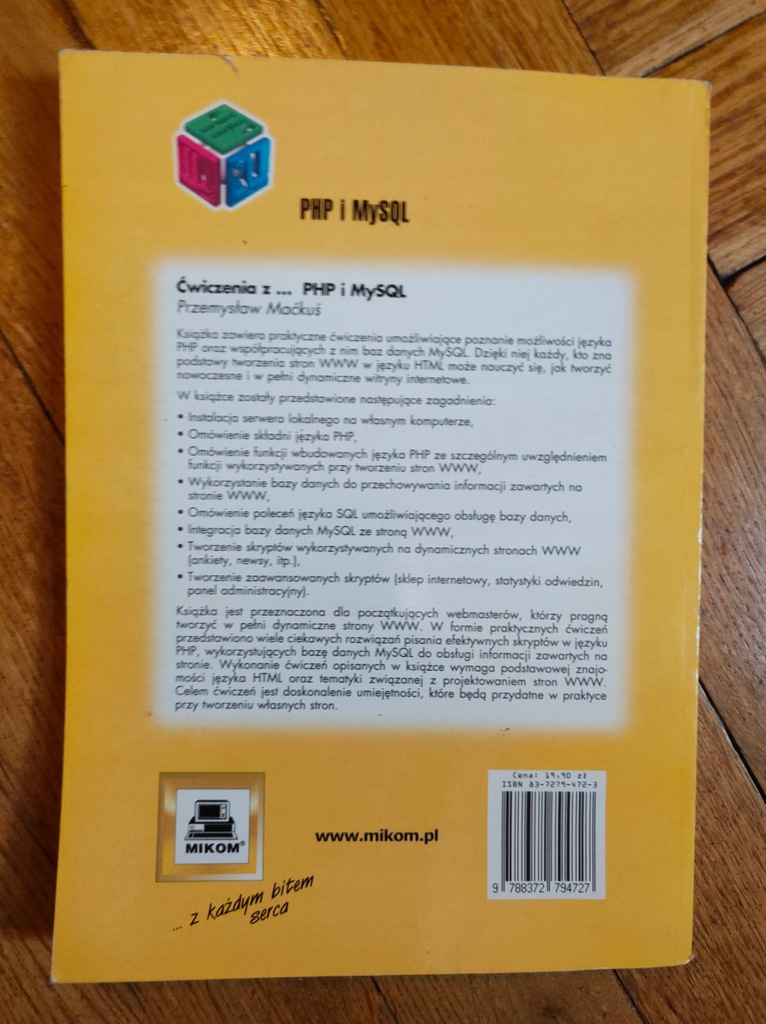 PHP i MySQL
Ćwiczenia z ... PHP i MySQL
Przemysław Maćkuś
Książka zawiera praktyczne ćwiczenia umożliwiające poznanie możliwości języka
PHP oraz współpracujących z nim baz danych MySQL. Dzięki niej każdy, kto zna
podstawy tworzenia stron WWW w języku HTML może nauczyć się, jak tworzyć
nowoczesne i w pełni dynamiczne witryny internetowe.
W książce zostały przedstawione następujące zagadnienia:
• Instalacja serwera lokalnego na własnym komputerze,
• Omówienie składni języka PHP,
• Omówienie funkcji wbudowanych języka PHP ze szczególnym uwzględnieniem
funkcji wykorzystywanych przy tworzeniu stron WWW,
• Wykorzystanie bazy danych do przechowywania informacji zawartych na
stronie WWW,
• Omówienie poleceń języka SQL umożliwiającego obsługę bazy danych,
• Integracja bazy danych MySQL ze stroną WWW,
• Tworzenie skryptów wykorzystywanych na dynamicznych stronach WWW
(ankiety, newsy, itp.),
• Tworzenie zaawansowanych skryptów (sklep internetowy, statystyki odwiedzin,
panel administracyjny).
Książka jest przeznaczona dla początkujących webmasterów, którzy pragną
tworzyć w pełni dynamiczne strony WWW. W formie praktycznych ćwiczeń
przedstawiono wiele ciekawych rozwiązań pisania efektywnych skryptów w języku
PHP, wykorzystujących bazę danych MySQL do obsługi informacji zawartych na
stronie. Wykonanie ćwiczeń opisanych w książce wymaga podstawowej znajo-
mości języka HTML oraz tematyki związanej z projektowaniem stron WWW.
Celem ćwiczeń jest doskonalenie umiejętności, które będą przydatne w praktyce
przy tworzeniu własnych stron.
Cena: 19.90 zł
ISBN 83-7279-472-3
MIKOM®
www.mikom.pl
9 788372 794727
... z każdym bitem
serca